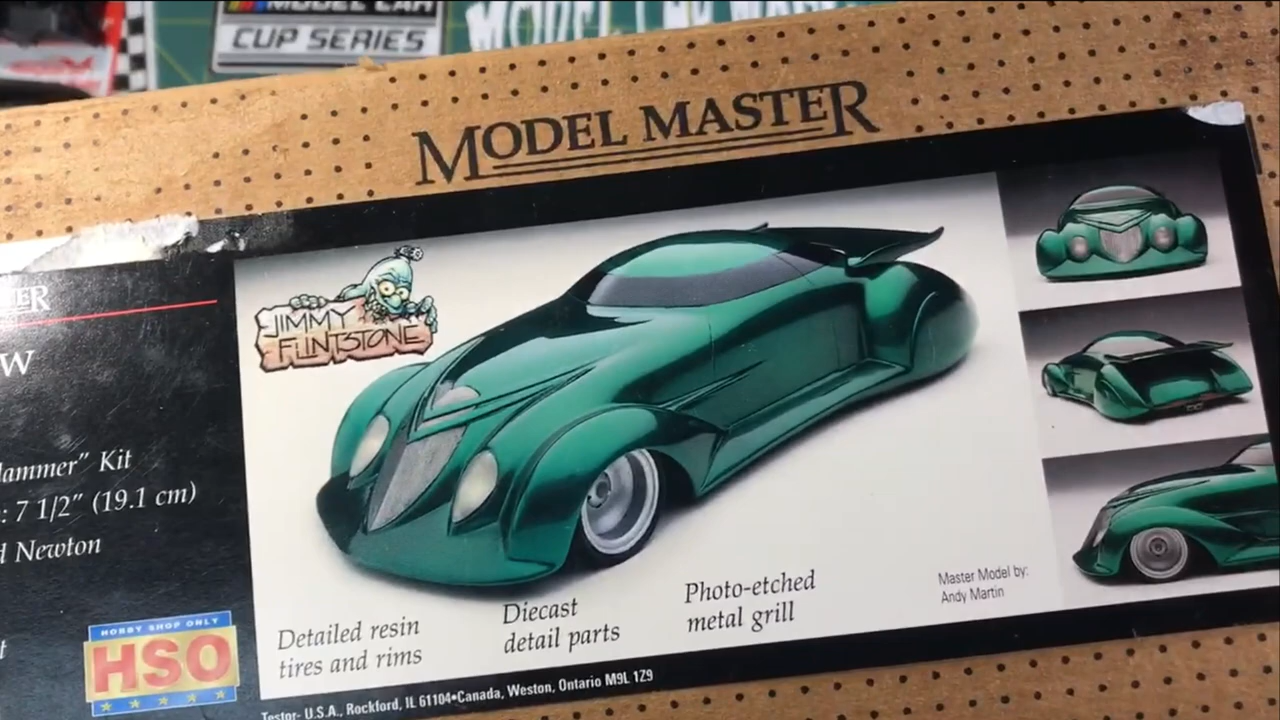 MODEL CAR
CUP SERIES
MODEL MASTER
JIMMY
FLINTSTONE
Kit
: 7 1/2" (19.1 cm)
Newton
HOBBY SHOP ONLY
HSO
Detailed resin
tires and rims
Diecast
detail parts
Photo-etched
metal grill
Master Model by:
Andy Martin
Testor- U.S.A., Rockford, IL 61104•Canada, Weston, Ontario M9L 1Z9